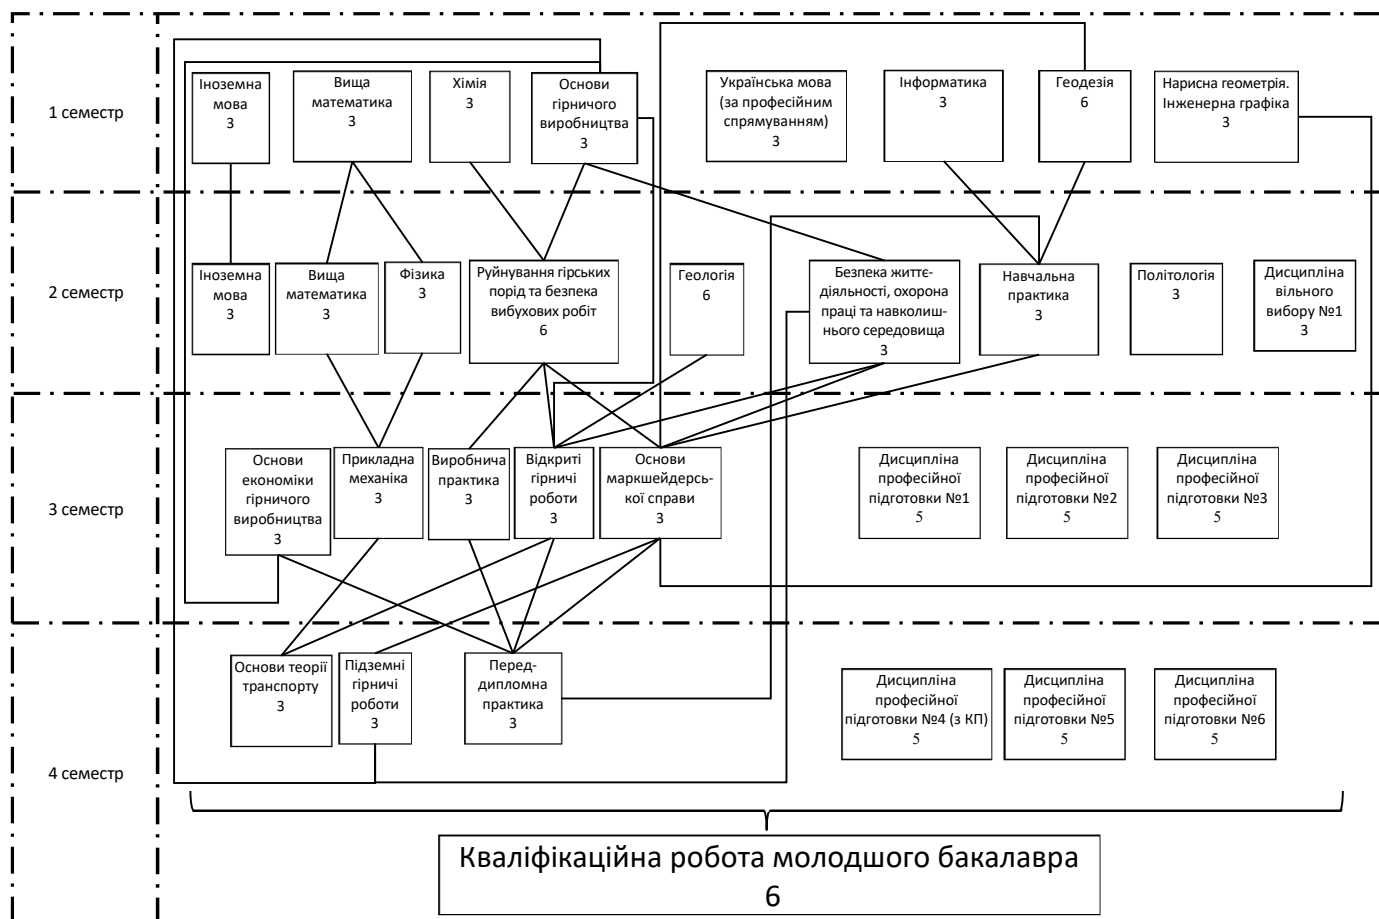 1 семестр
Іноземна
мова
3
Вища
математика
3
Хімія
3
Основи
гірничого
виробництва
3
Українська мова
(за професійним
спрямуванням)
3
Інформатика
3
Геодезія
6
Нарисна геометрія.
Інженерна графіка
3
2 семестр
Іноземна
мова
3
Вища
математика
3
Фізика
3
Руйнування гірських
порід та безпека
вибухових робіт
6
Геологія
6
Безпека життє-
діяльності, охорона
праці та навколиш-
нього середовища
3
Навчальна
практика
3
Політологія
3
Дисципліна
вільного
вибору №1
3
3 семестр
Основи
економіки
гірничого
виробництва
3
Прикладна
механіка
3
Виробнича
практика
3
Відкриті
гірничі
роботи
3
Основи
маркшейдерсь-
кої справи
3
Дисципліна
професійної
підготовки №1
5
Дисципліна
професійної
підготовки №2
5
Дисципліна
професійної
підготовки №3
5
4 семестр
Основи теорії
транспорту
3
Підземні
гірничі
роботи
3
Перед-
дипломна
практика
3
Дисципліна
професійної
підготовки №4 (з КП)
5
Дисципліна
професійної
підготовки №5
5
Дисципліна
професійної
підготовки №6
5
Кваліфікаційна робота молодшого бакалавра
6